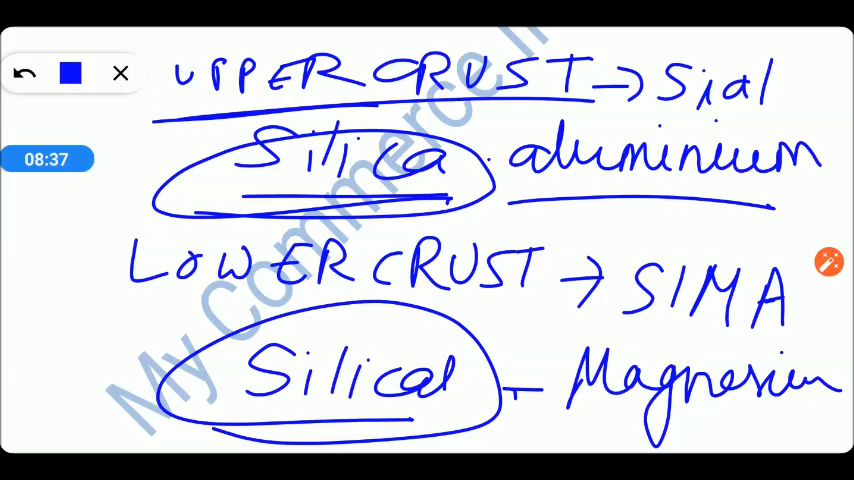 UPPER CRUST → Sial
Silica aluminium
08:37
LOWER CRUST → SIMA
Silical - Magnesium
My Commerce